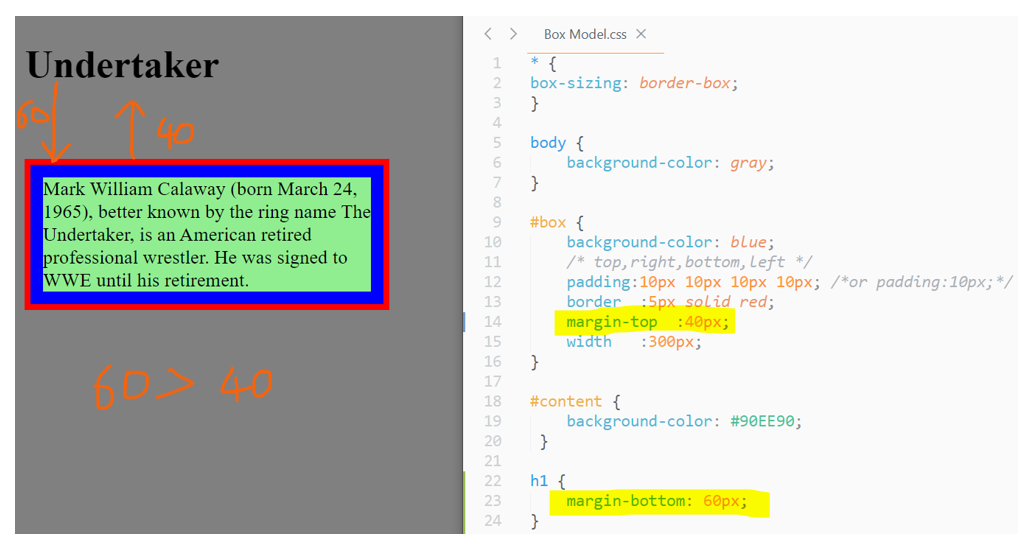 Undertaker
60
40
Mark William Calaway (born March 24,
1965), better known by the ring name The
Undertaker, is an American retired
professional wrestler. He was signed to
WWE until his retirement.
60 > 40
Box Model.css ×
1 * {
2 box-sizing: border-box;
3 }
4
5 body {
6 background-color: gray;
7 }
8
9 #box {
10 background-color: blue;
11 /* top,right,bottom,left */
12 padding:10px 10px 10px 10px; /*or padding:10px;*/
13 border :5px solid red;
14 margin-top :40px;
15 width :300px;
16 }
17
18 #content {
19 background-color: #90EE90;
20 }
21
22 h1 {
23 margin-bottom: 60px;
24 }